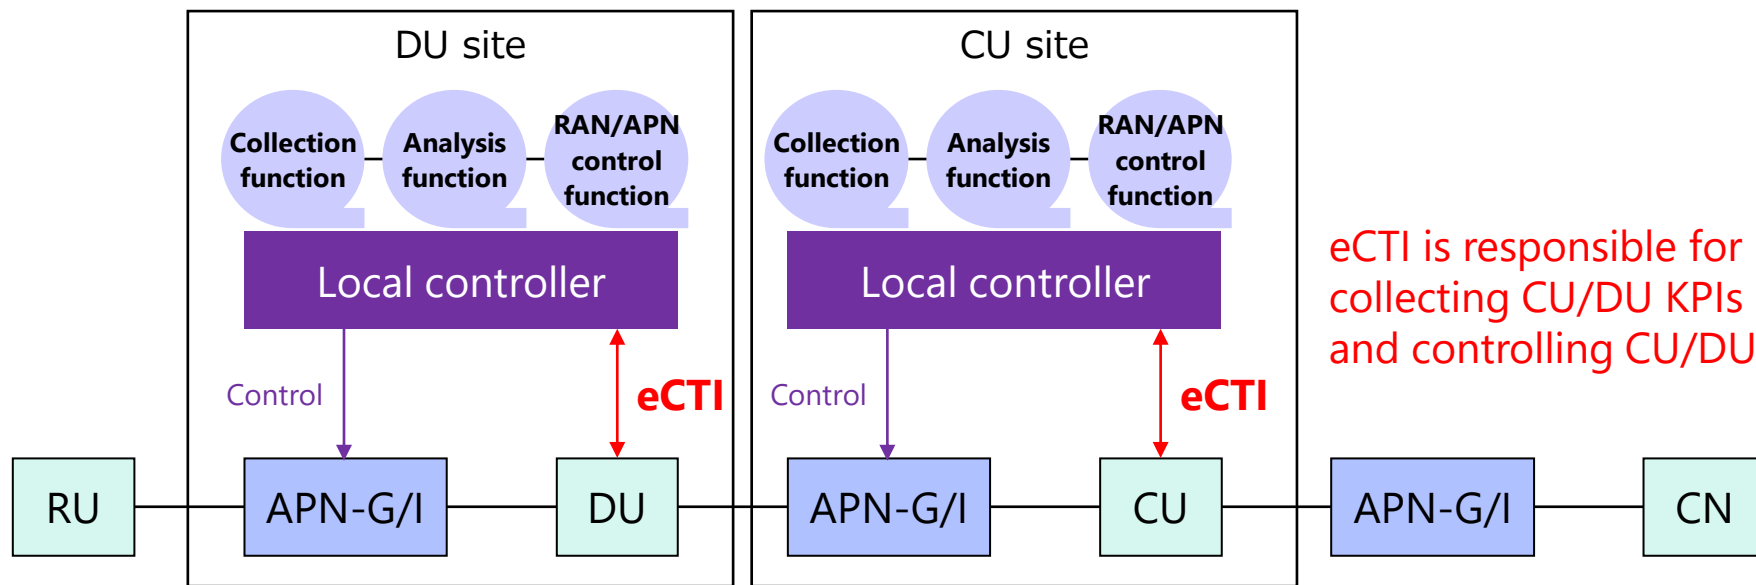 DU site
Collection
function
Analysis
function
RAN/APN
control
function
Local controller
Control
eCTI
CU site
Collection
function
Analysis
function
RAN/APN
control
function
Local controller
Control
eCTI
eCTI is responsible for
collecting CU/DU KPIs
and controlling CU/DU
RU
APN-G/I
DU
APN-G/I
CU
APN-G/I
CN